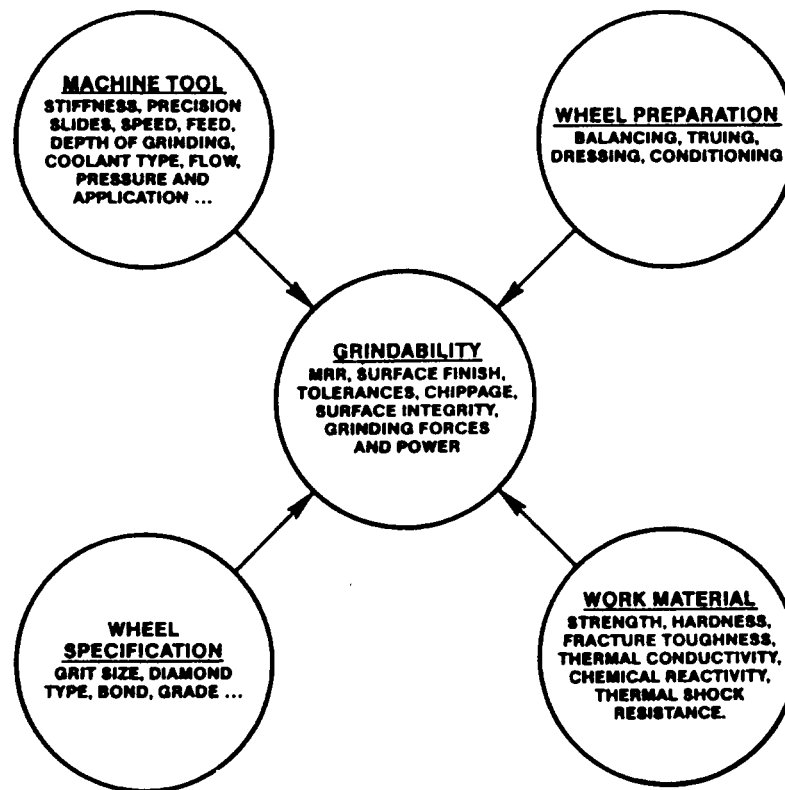 MACHINE TOOL
STIFFNESS, PRECISION
SLIDES, SPEED, FEED,
DEPTH OF GRINDING,
COOLANT TYPE, FLOW,
PRESSURE AND
APPLICATION ...
WHEEL PREPARATION
BALANCING, TRUING,
DRESSING, CONDITIONING
GRINDABILITY
MRR, SURFACE FINISH,
TOLERANCES, CHIPPAGE,
SURFACE INTEGRITY,
GRINDING FORCES
AND POWER
WHEEL
SPECIFICATION
GRIT SIZE, DIAMOND
TYPE, BOND, GRADE ...
WORK MATERIAL
STRENGTH, HARDNESS,
FRACTURE TOUGHNESS,
THERMAL CONDUCTIVITY,
CHEMICAL REACTIVITY,
THERMAL SHOCK
RESISTANCE.